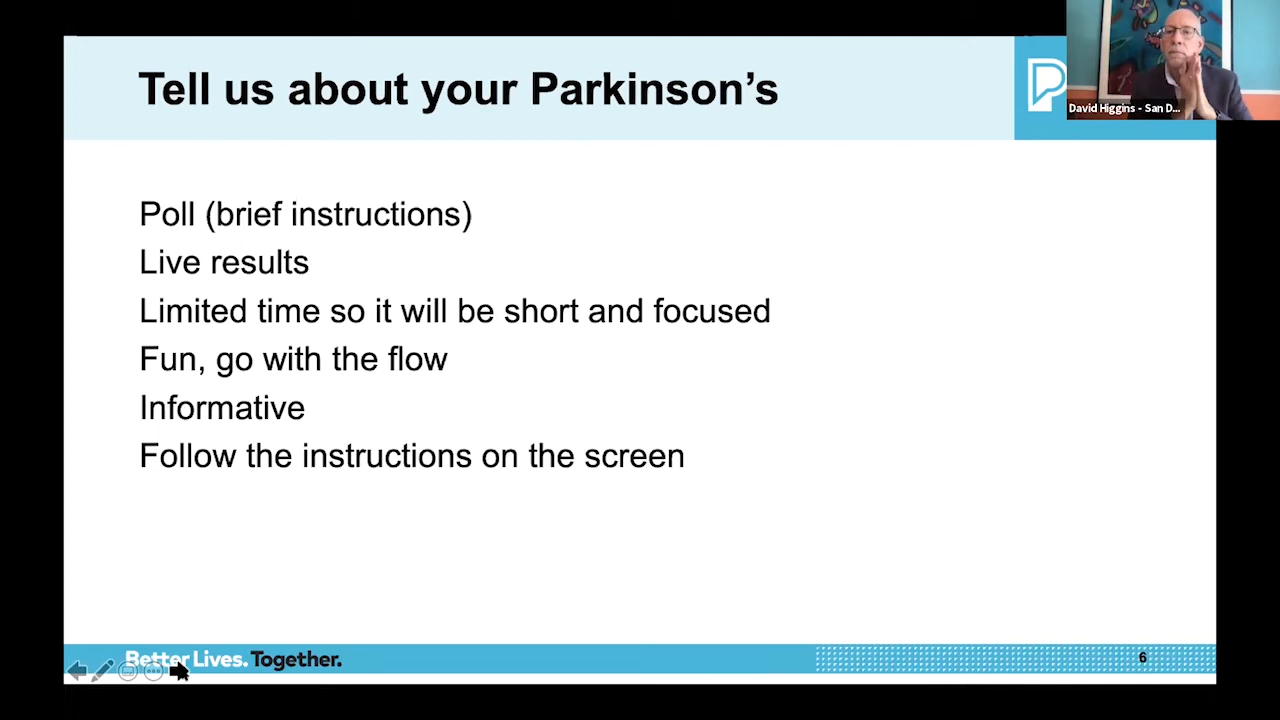 Tell us about your Parkinson's
David Higgins - San D...
Poll (brief instructions)
Live results
Limited time so it will be short and focused
Fun, go with the flow
Informative
Follow the instructions on the screen
Better Lives. Together.
6